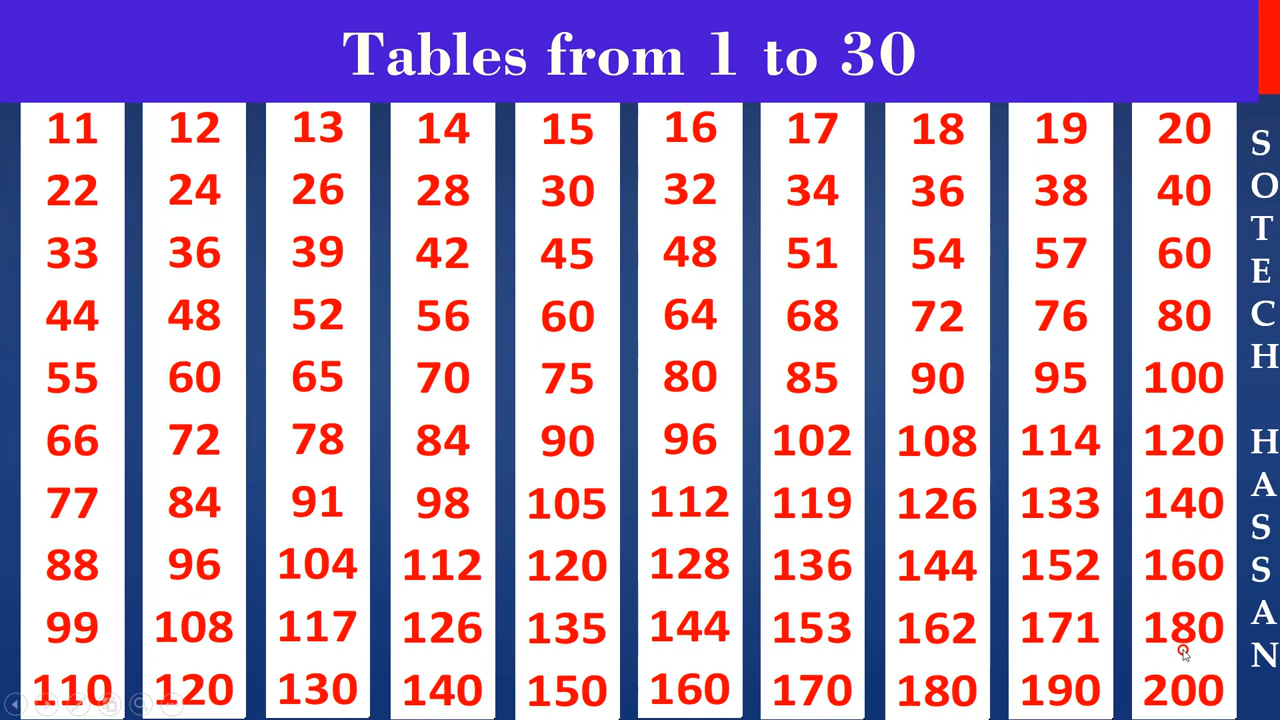 Tables from 1 to 30
11 12 13 14 15 16 17 18 19 20
22 24 26 28 30 32 34 36 38 40
33 36 39 42 45 48 51 54 57 60
44 48 52 56 60 64 68 72 76 80
55 60 65 70 75 80 85 90 95 100
66 72 78 84 90 96 102 108 114 120
77 84 91 98 105 112 119 126 133 140
88 96 104 112 120 128 136 144 152 160
99 108 117 126 135 144 153 162 171 180
110 120 130 140 150 160 170 180 190 200
SOTECH HASSAN